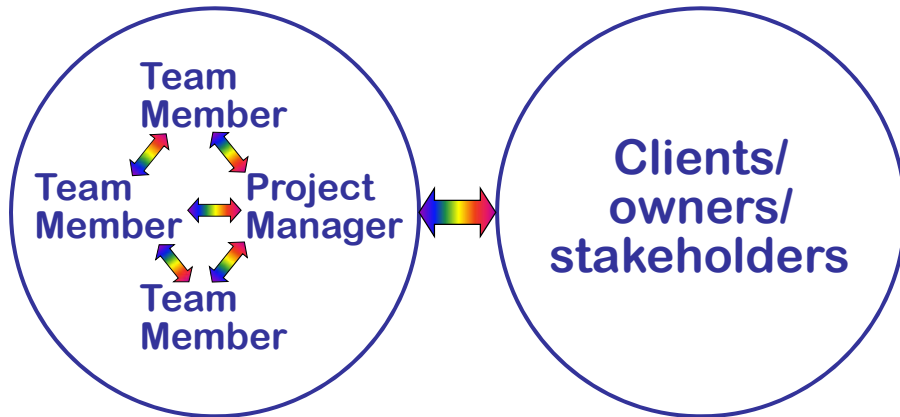 Team
Member
Team
Member
Project
Manager
Team
Member
Clients/
owners/
stakeholders